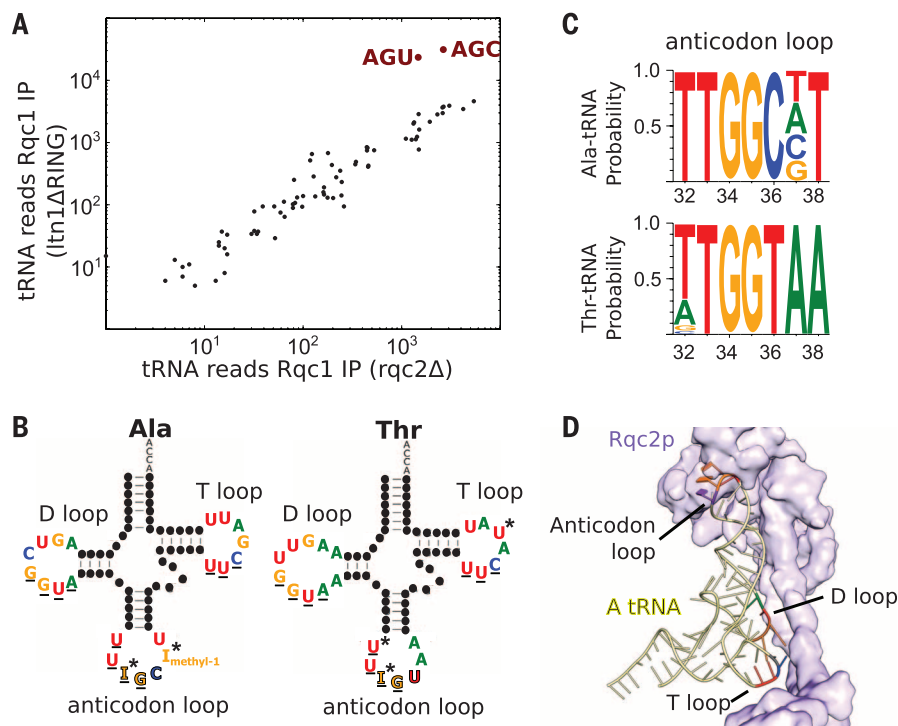 A
tRNA reads Rqc1 IP
(ltn1ΔRING)
10^4
10^3
10^2
10^1
AGU
AGC
10^1
10^2
10^3
tRNA reads Rqc1 IP (rqc2Δ)
C
anticodon loop
Ala-tRNA
Probability
1.0
0.5
TTGGCTT
A
C
G
32 34 36 38
Thr-tRNA
Probability
1.0
0.5
TTGGTAA
A
G
32 34 36 38
B
Ala
A
C
C
A
D loop
T loop
C U G A
G G U A
U U A
G
U U C
U U I* G C I methyl-1 U
anticodon loop
Thr
A
C
C
A
D loop
T loop
U U G A A
G G U A A
U A U*
A
U U C
U* U I* G U A A
anticodon loop
D
Rqc2p
Anticodon
loop
A tRNA
D loop
T loop